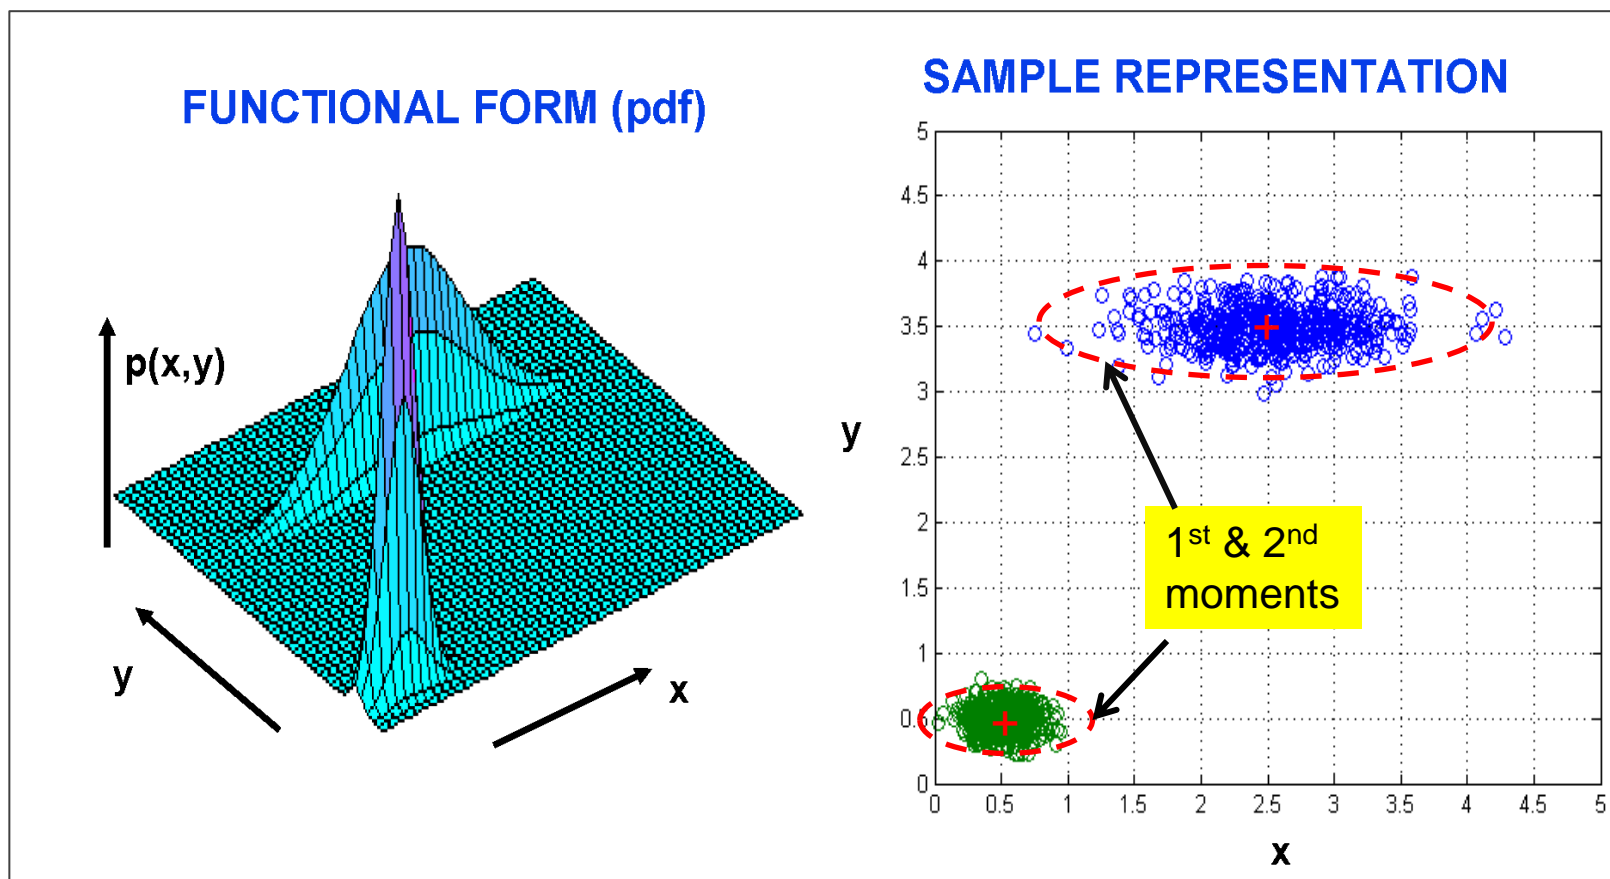 FUNCTIONAL FORM (pdf)
p(x,y)
y
x
SAMPLE REPRESENTATION
5
4.5
4
3.5
3
2.5
2
1.5
1
0.5
0
y
1st & 2nd
moments
0 0.5 1 1.5 2 2.5 3 3.5 4 4.5 5
x